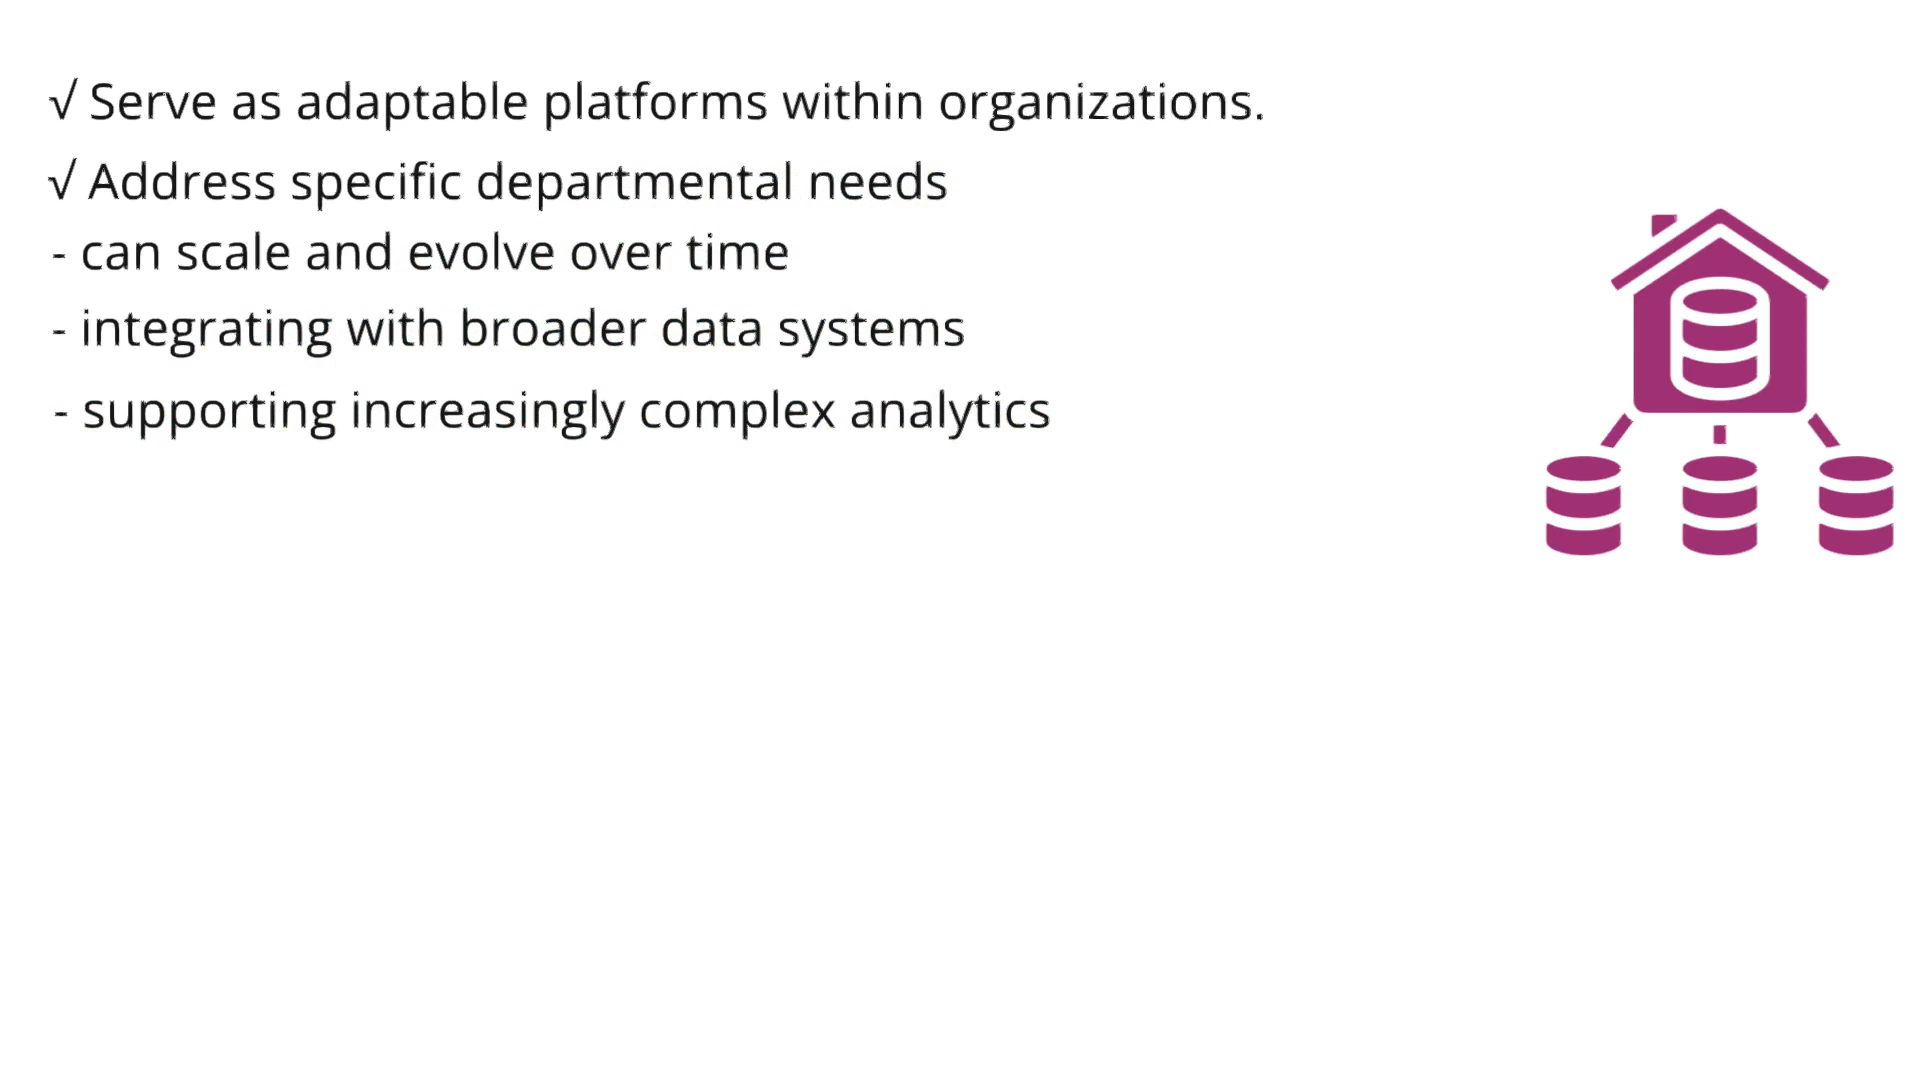 √ Serve as adaptable platforms within organizations.
√ Address specific departmental needs
- can scale and evolve over time
- integrating with broader data systems
- supporting increasingly complex analytics